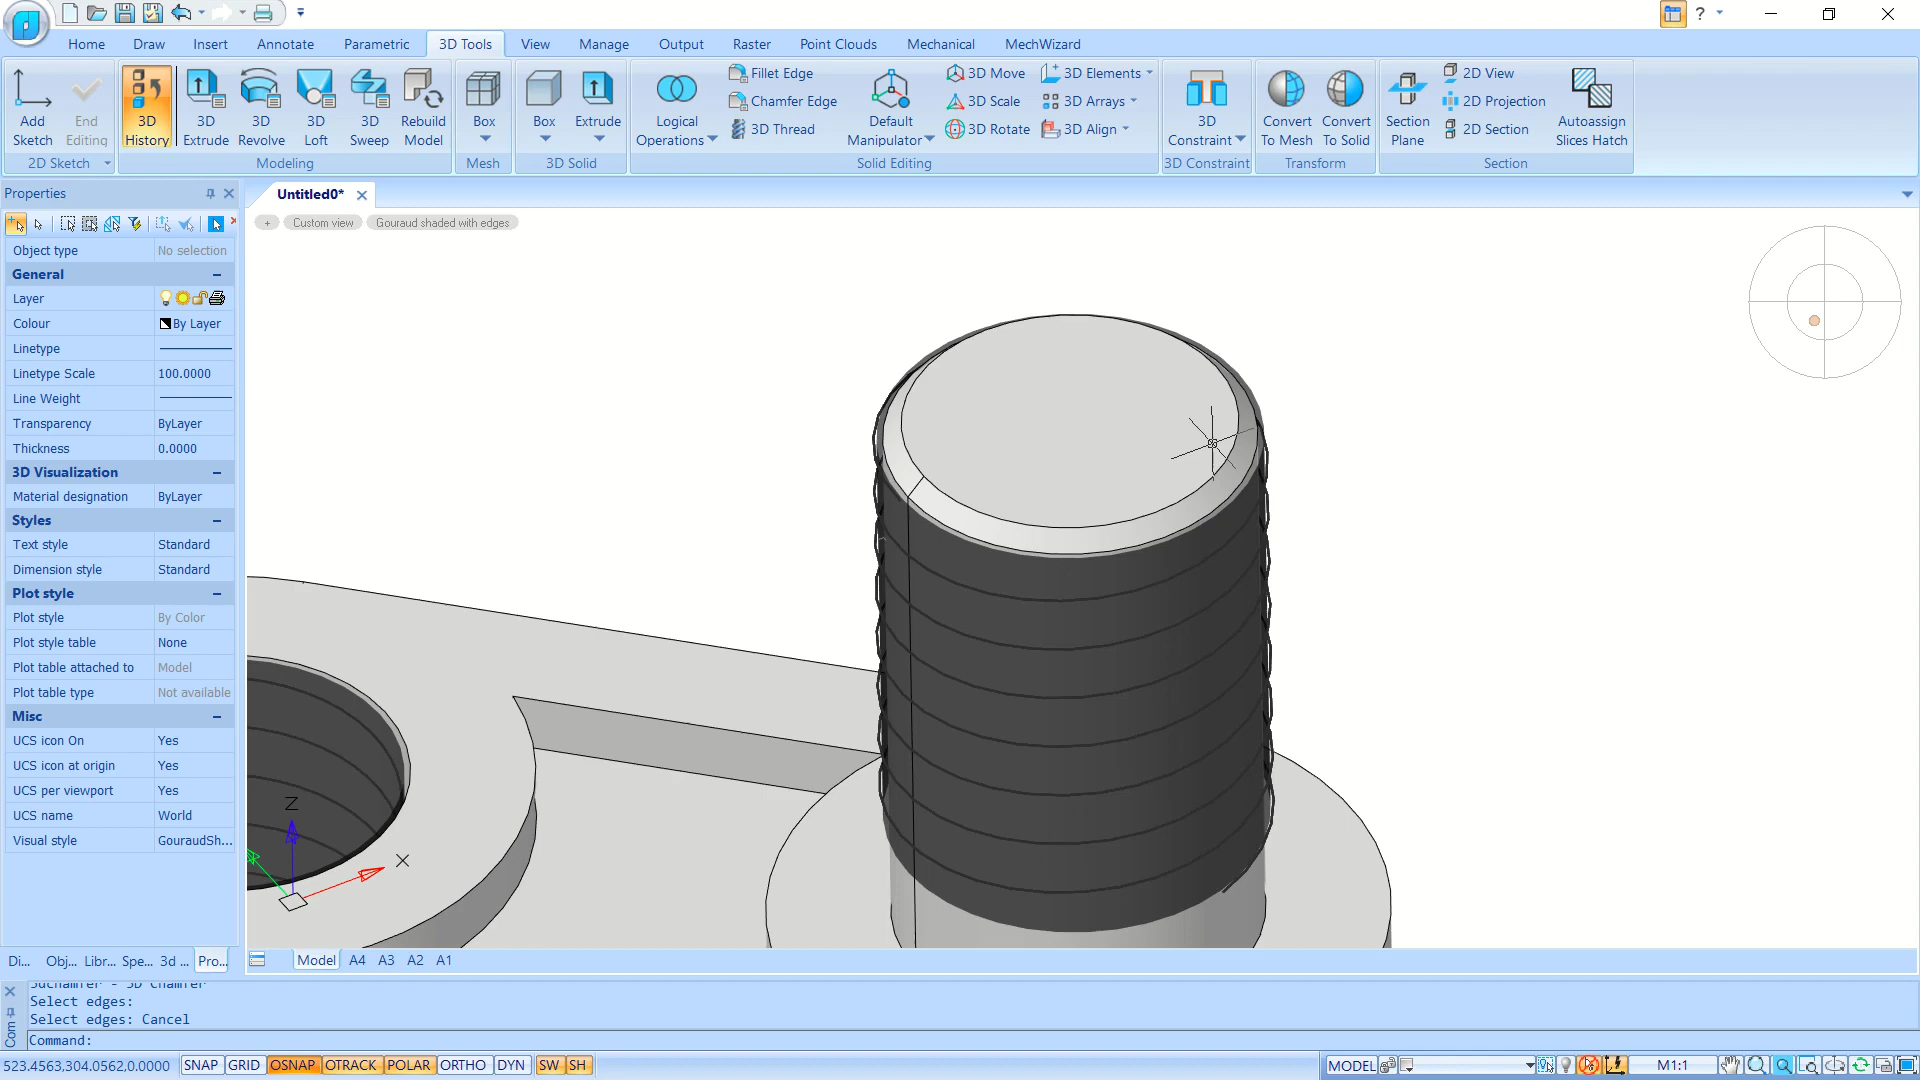 Home Draw Insert Annotate Parametric 3D Tools View Manage Output Raster Point Clouds Mechanical MechWizard
Add Sketch
End Editing
3D History
3D Extrude
3D Revolve
3D Loft
3D Sweep
Rebuild Model
Box
Box
Extrude
Logical Operations
Fillet Edge
Chamfer Edge
3D Thread
Default Manipulator
3D Move
3D Scale
3D Rotate
3D Elements
3D Arrays
3D Align
3D Constraint
Convert To Mesh
Convert To Solid
Section Plane
2D View
2D Projection
2D Section
Autoassign Slices Hatch
2D Sketch Modeling Mesh 3D Solid Solid Editing 3D Constraint Transform Section
Properties
Untitled0*
+ Custom view Gouraud shaded with edges
Object type No selection
General
Layer
Colour By Layer
Linetype
Linetype Scale 100.0000
Line Weight
Transparency ByLayer
Thickness 0.0000
3D Visualization
Material designation ByLayer
Styles
Text style Standard
Dimension style Standard
Plot style
Plot style By Color
Plot style table None
Plot table attached to Model
Plot table type Not available
Misc
UCS icon On Yes
UCS icon at origin Yes
UCS per viewport Yes
UCS name World
Visual style GouraudSh...
Z
X
Di... Obj... Libr... Spe... 3d ... Pro...
Model A4 A3 A2 A1
Select edges:
Select edges: Cancel
Com
Command:
523.4563,304.0562,0.0000 SNAP GRID OSNAP OTRACK POLAR ORTHO DYN SW SH MODEL M1:1